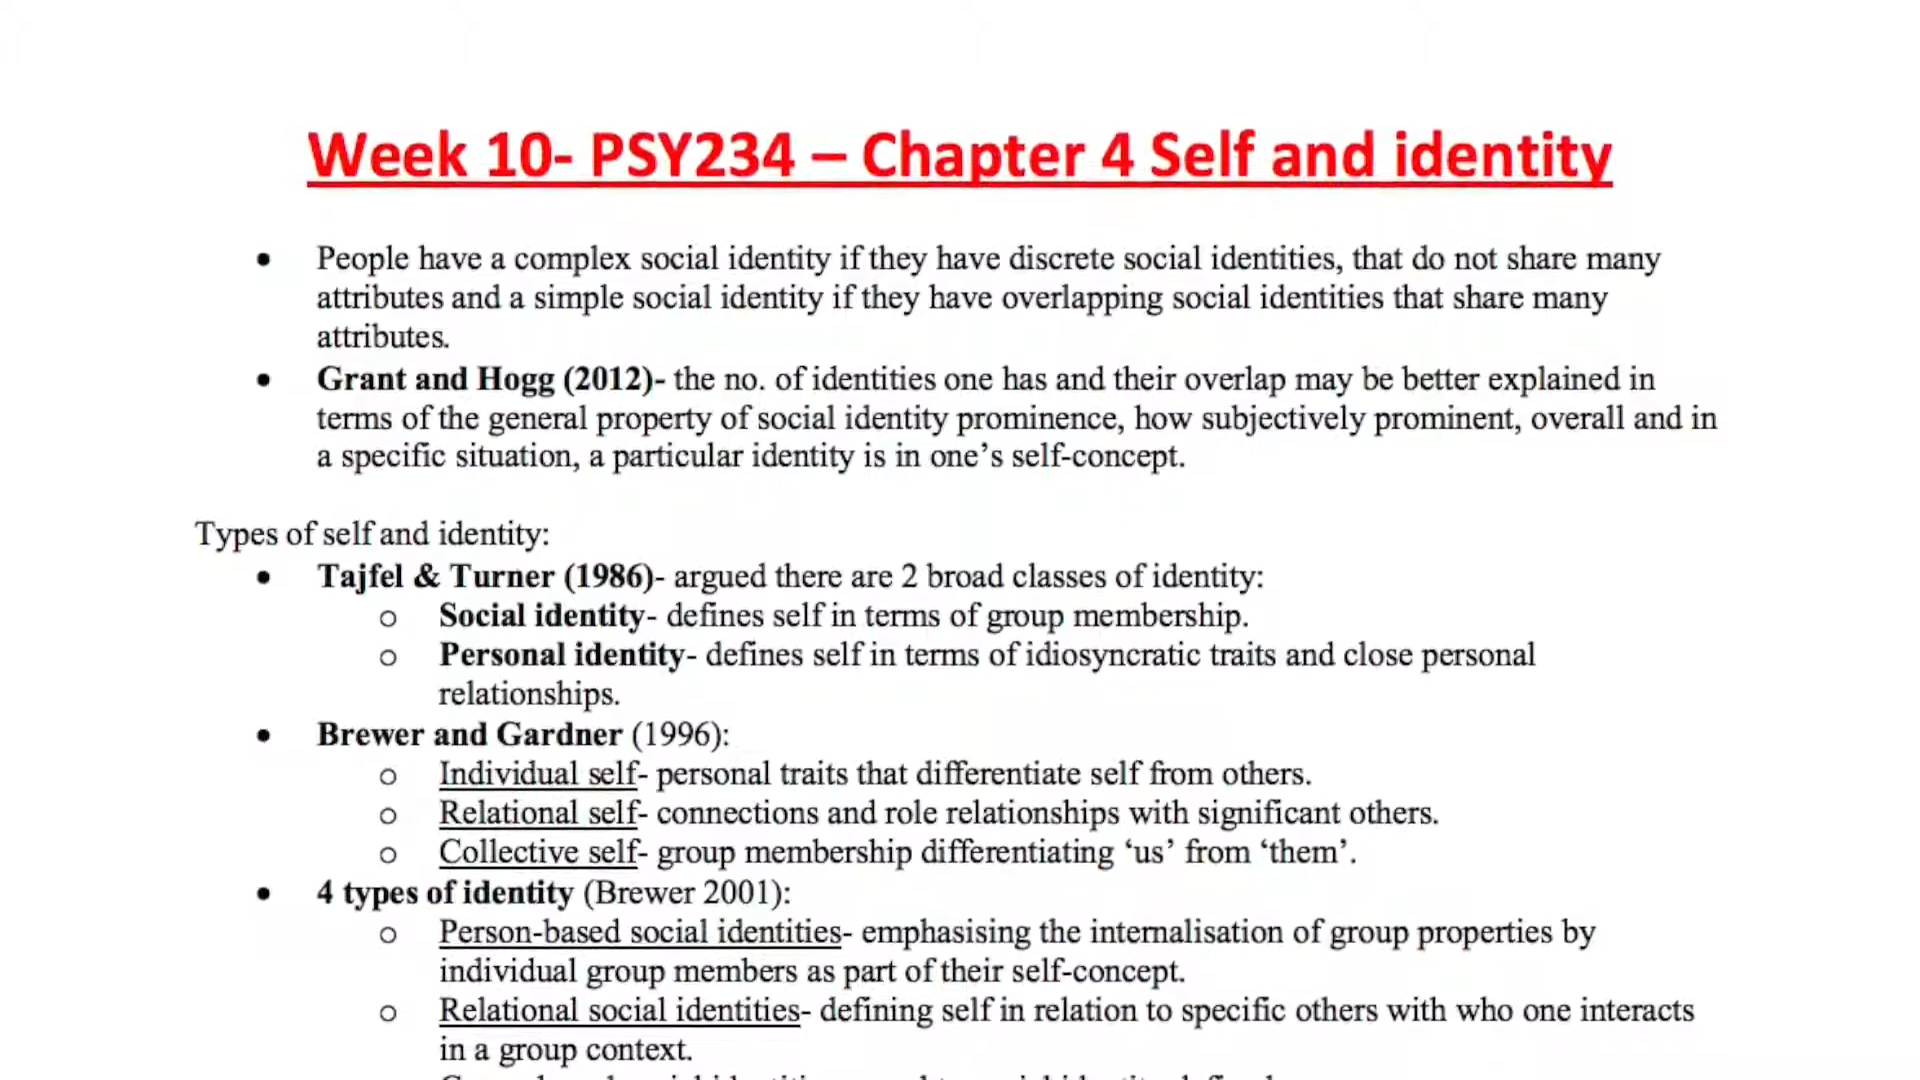 Week 10- PSY234 – Chapter 4 Self and identity
• People have a complex social identity if they have discrete social identities, that do not share many
attributes and a simple social identity if they have overlapping social identities that share many
attributes.
• Grant and Hogg (2012)- the no. of identities one has and their overlap may be better explained in
terms of the general property of social identity prominence, how subjectively prominent, overall and in
a specific situation, a particular identity is in one’s self-concept.
Types of self and identity:
• Tajfel & Turner (1986)- argued there are 2 broad classes of identity:
o Social identity- defines self in terms of group membership.
o Personal identity- defines self in terms of idiosyncratic traits and close personal
relationships.
• Brewer and Gardner (1996):
o Individual self- personal traits that differentiate self from others.
o Relational self- connections and role relationships with significant others.
o Collective self- group membership differentiating ‘us’ from ‘them’.
• 4 types of identity (Brewer 2001):
o Person-based social identities- emphasising the internalisation of group properties by
individual group members as part of their self-concept.
o Relational social identities- defining self in relation to specific others with who one interacts
in a group context.